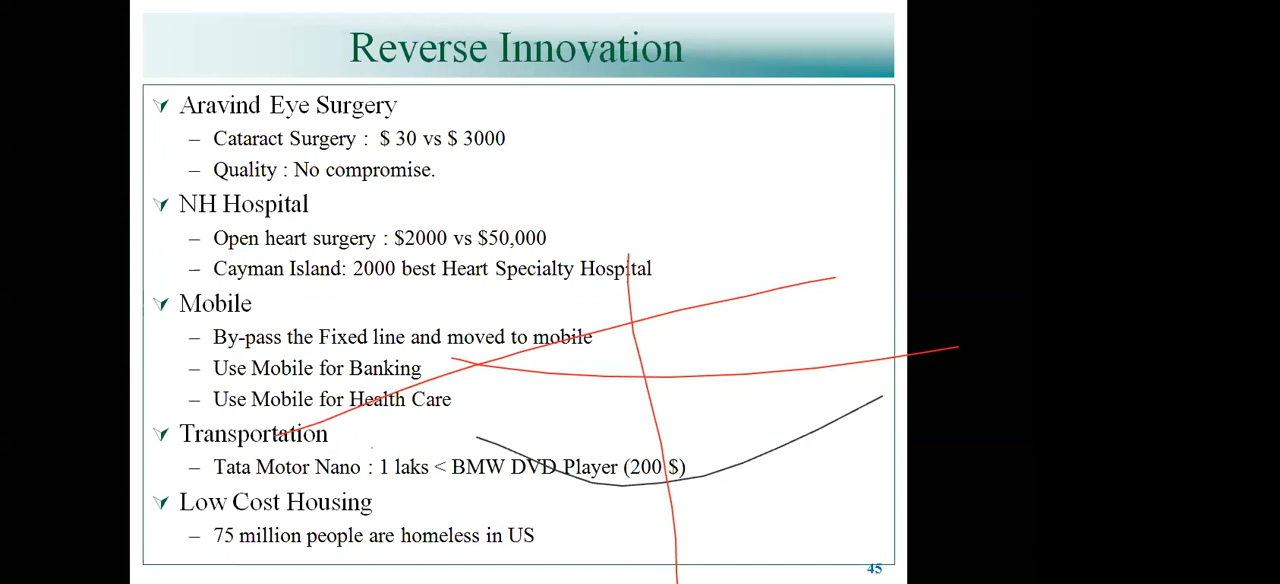 Reverse Innovation
Aravind Eye Surgery
– Cataract Surgery : $ 30 vs $ 3000
– Quality : No compromise.
NH Hospital
– Open heart surgery : $2000 vs $50,000
– Cayman Island: 2000 best Heart Specialty Hospital
Mobile
– By-pass the Fixed line and moved to mobile
– Use Mobile for Banking
– Use Mobile for Health Care
Transportation
– Tata Motor Nano : 1 laks < BMW DVD Player (200 $)
Low Cost Housing
– 75 million people are homeless in US
45